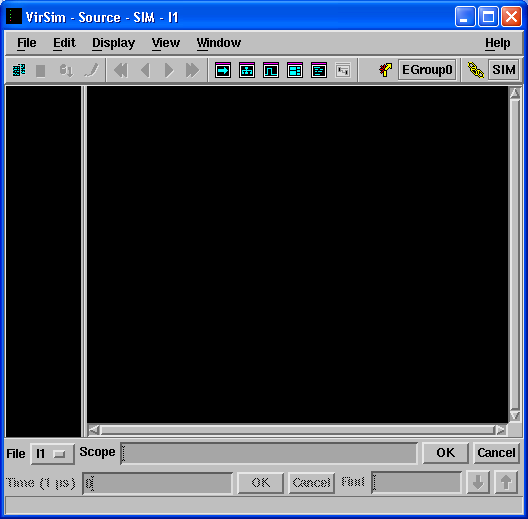 VirSim - Source - SIM - I1
File Edit Display View Window Help
EGroup0 SIM
File I1 Scope OK Cancel
Time (1 ps) 0 OK Cancel Find